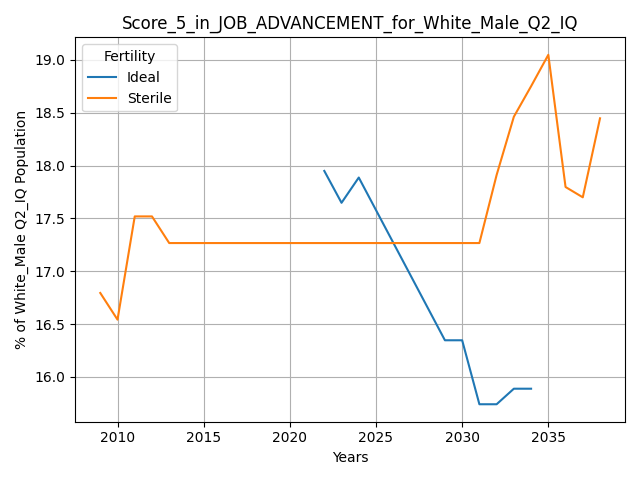 Score_5_in_JOB_ADVANCEMENT_for_White_Male_Q2_IQ
Fertility
Ideal
Sterile
% of White_Male Q2_IQ Population
19.0
18.5
18.0
17.5
17.0
16.5
16.0
2010
2015
2020
2025
2030
2035
Years